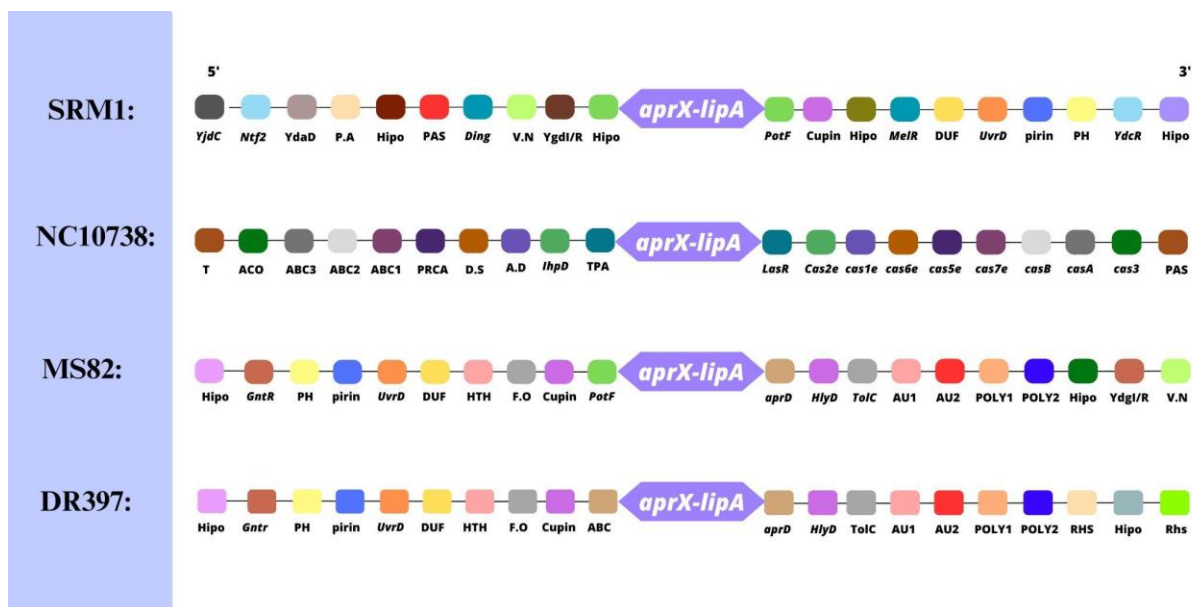 5' 3'
SRM1:
aprX-lipA
YjdC Ntf2 YdaD P.A Hipo PAS Ding V.N YgdI/R Hipo PotF Cupin Hipo MelR DUF UvrD pirin PH YdcR Hipo
NC10738:
aprX-lipA
T ACO ABC3 ABC2 ABC1 PRCA D.S A.D IhpD TPA LasR Cas2e cas1e cas6e cas5e cas7e casB casA cas3 PAS
MS82:
aprX-lipA
Hipo GntR PH pirin UvrD DUF HTH F.O Cupin PotF aprD HlyD TolC AU1 AU2 POLY1 POLY2 Hipo YdgI/R V.N
DR397:
aprX-lipA
Hipo Gntr PH pirin UvrD DUF HTH F.O Cupin ABC aprD HlyD TolC AU1 AU2 POLY1 POLY2 RHS Hipo Rhs